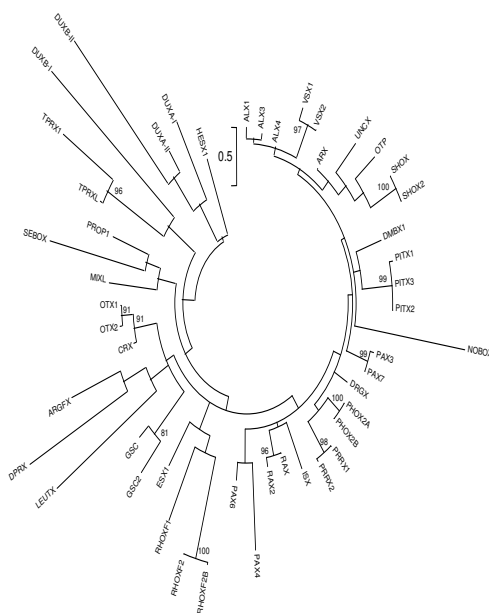 ALX1
ALX3
ALX4
VSX1
VSX2
97
ARX
UNCX
OTP
SHOX
100
SHOX2
DMBX1
PITX1
99
PITX3
PITX2
NOBOX
99
PAX3
PAX7
DRGX
100
PHOX2A
PHOX2B
98
PRRX1
PRRX2
ISX
96
RAX
RAX2
PAX4
PAX6
100
RHOXF2B
RHOXF2
RHOXF1
ESX1
GSC2
81
GSC
LEUTX
DPRX
ARGFX
CRX
91
OTX2
91
OTX1
MIXL
SEBOX
PROP1
TPRXL
96
TPRX1
DUXB-I
DUXB-II
DUXA-II
DUXA-I
HESX1
0.5